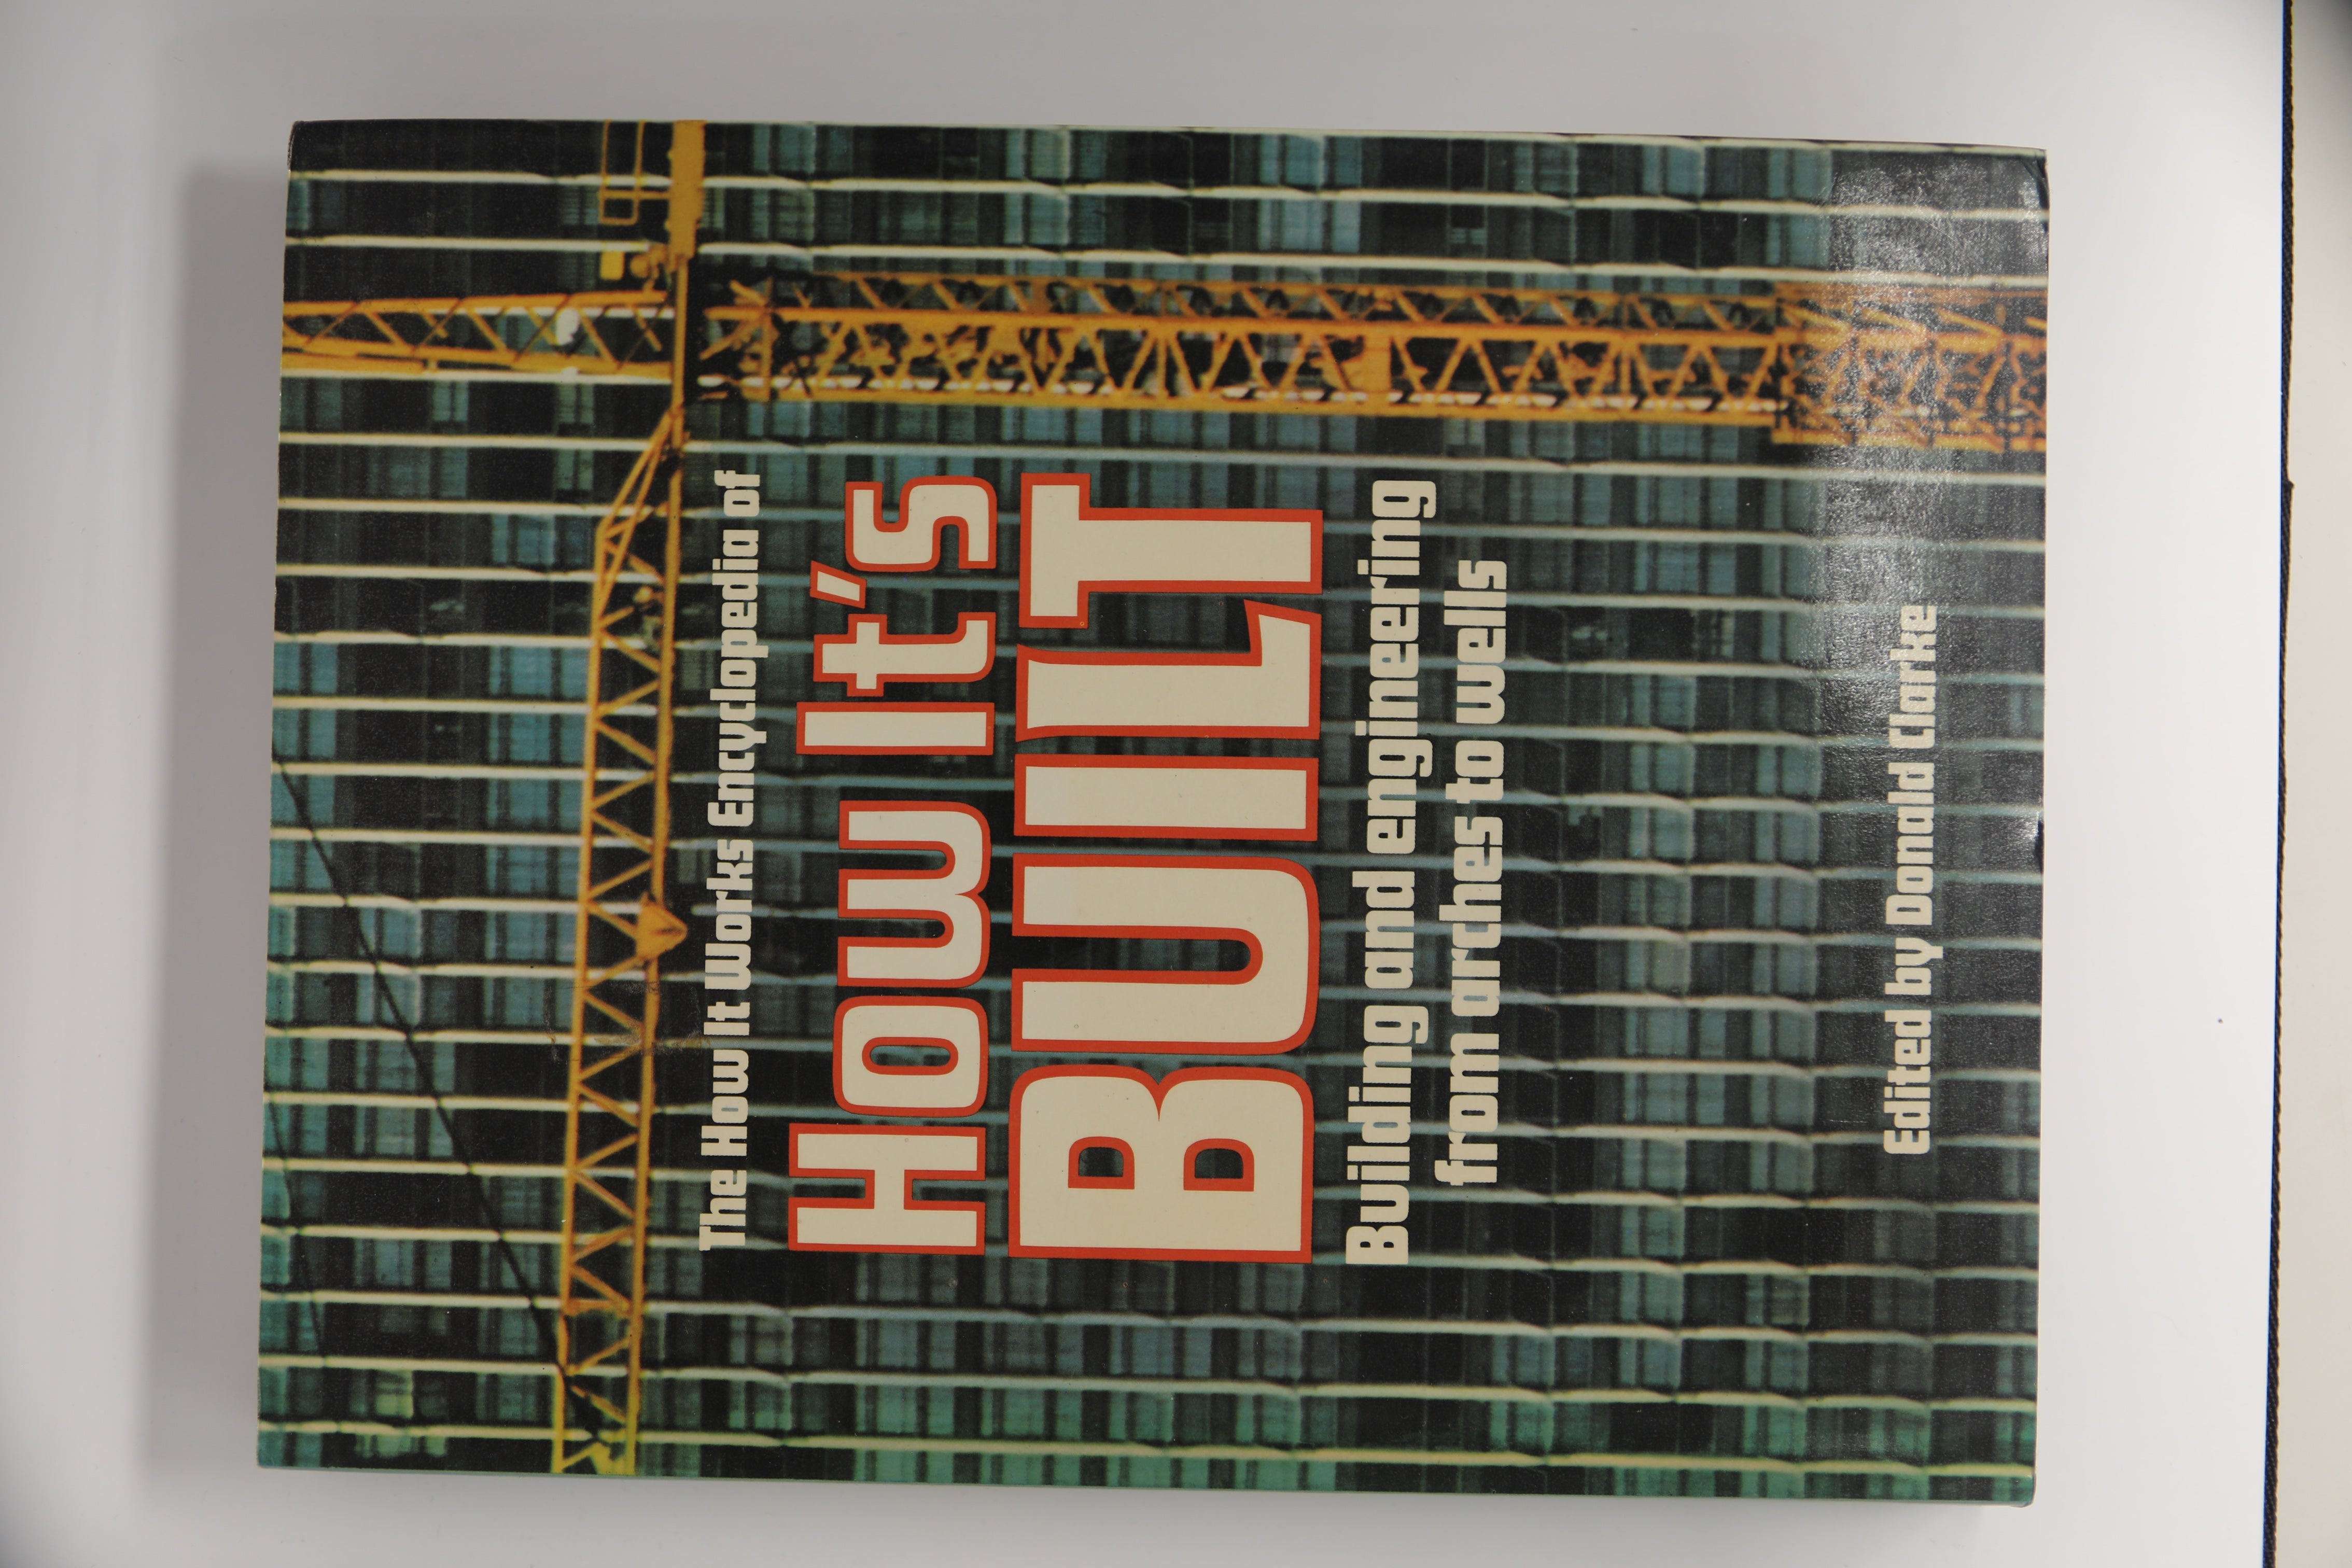 The How It Works Encyclopedia of
How It's
BUILT
Building and engineering
from arches to wells
Edited by Donald Clarke